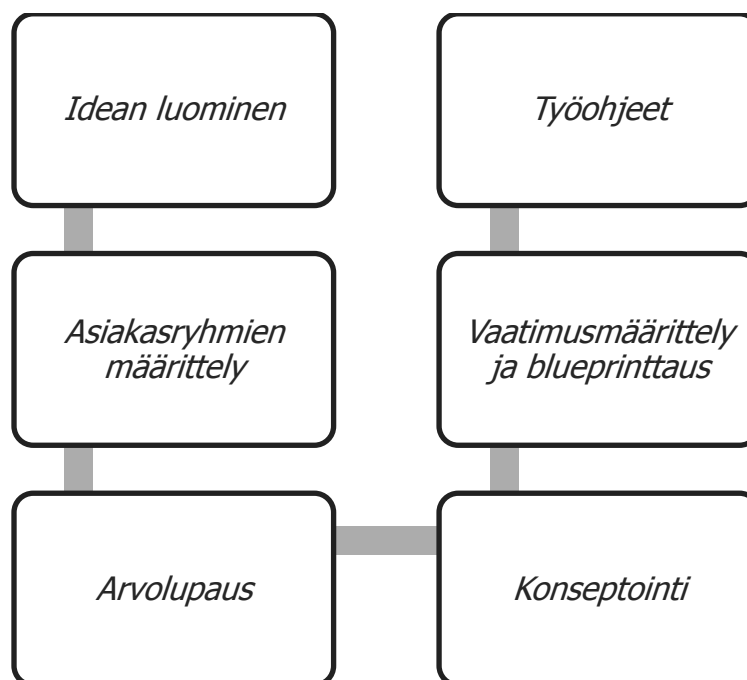 Idean luominen
Asiakasryhmien
määrittely
Arvolupaus
Konseptointi
Vaatimusmäärittely
ja blueprinttaus
Työohjeet